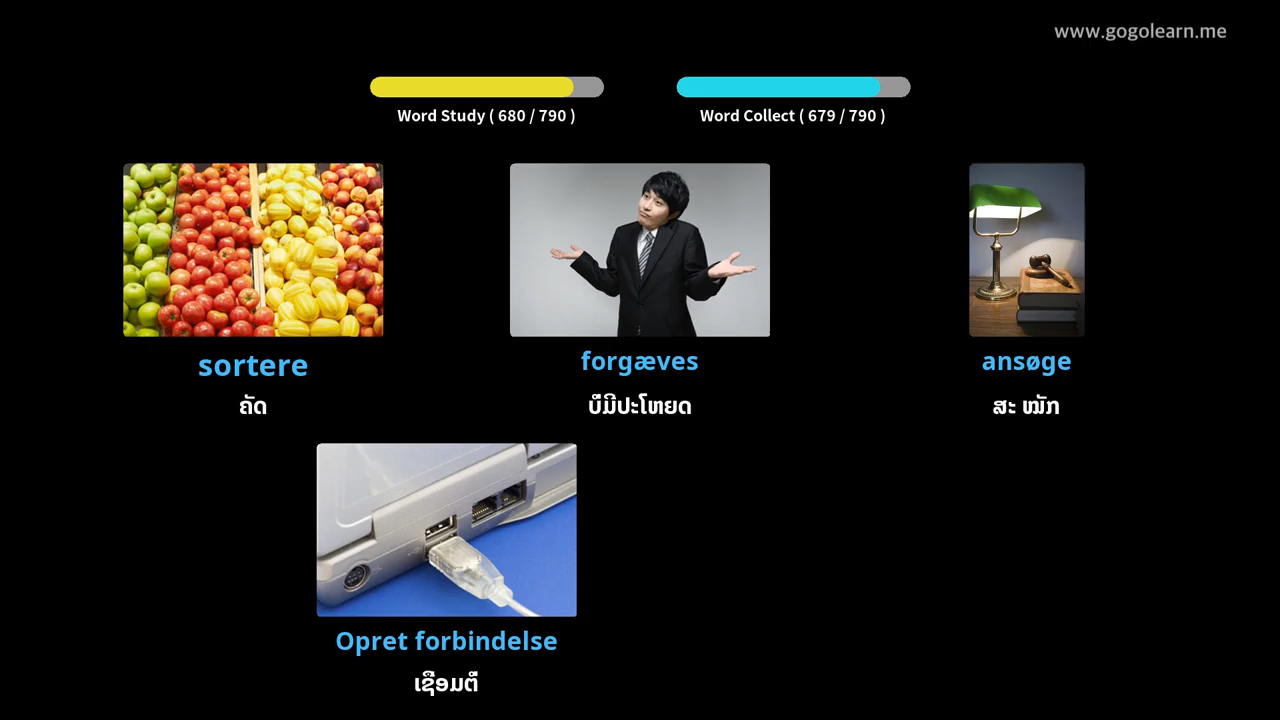 www.gogolearn.me
Word Study ( 680 / 790 )
Word Collect ( 679 / 790 )
sortere
forgæves
ansøge
ຄັດ
ບໍ່ມີປະໂຫຍດ
ສະ ໝັກ
Opret forbindelse
ເຊື່ອມຕໍ່